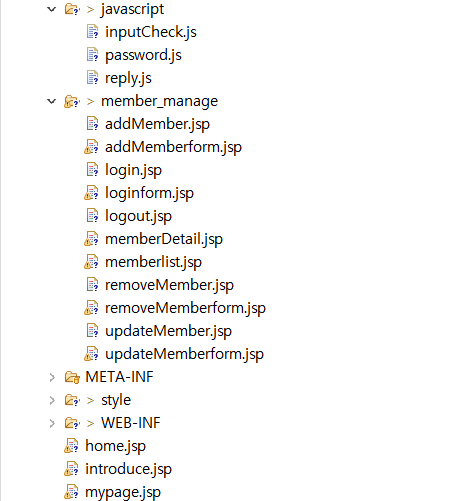 > javascript
inputCheck.js
password.js
reply.js
> member_manage
addMember.jsp
addMemberform.jsp
login.jsp
loginform.jsp
logout.jsp
memberDetail.jsp
memberlist.jsp
removeMember.jsp
removeMemberform.jsp
updateMember.jsp
updateMemberform.jsp
META-INF
> style
> WEB-INF
home.jsp
introduce.jsp
mypage.jsp